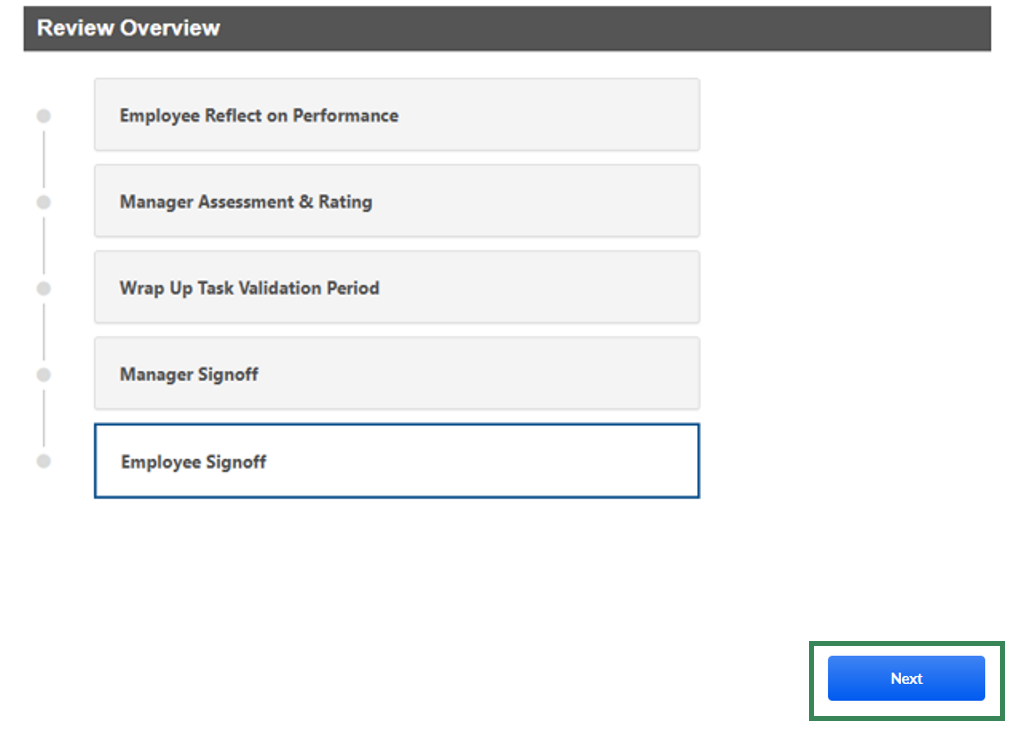 Review Overview
Employee Reflect on Performance
Manager Assessment & Rating
Wrap Up Task Validation Period
Manager Signoff
Employee Signoff
Next